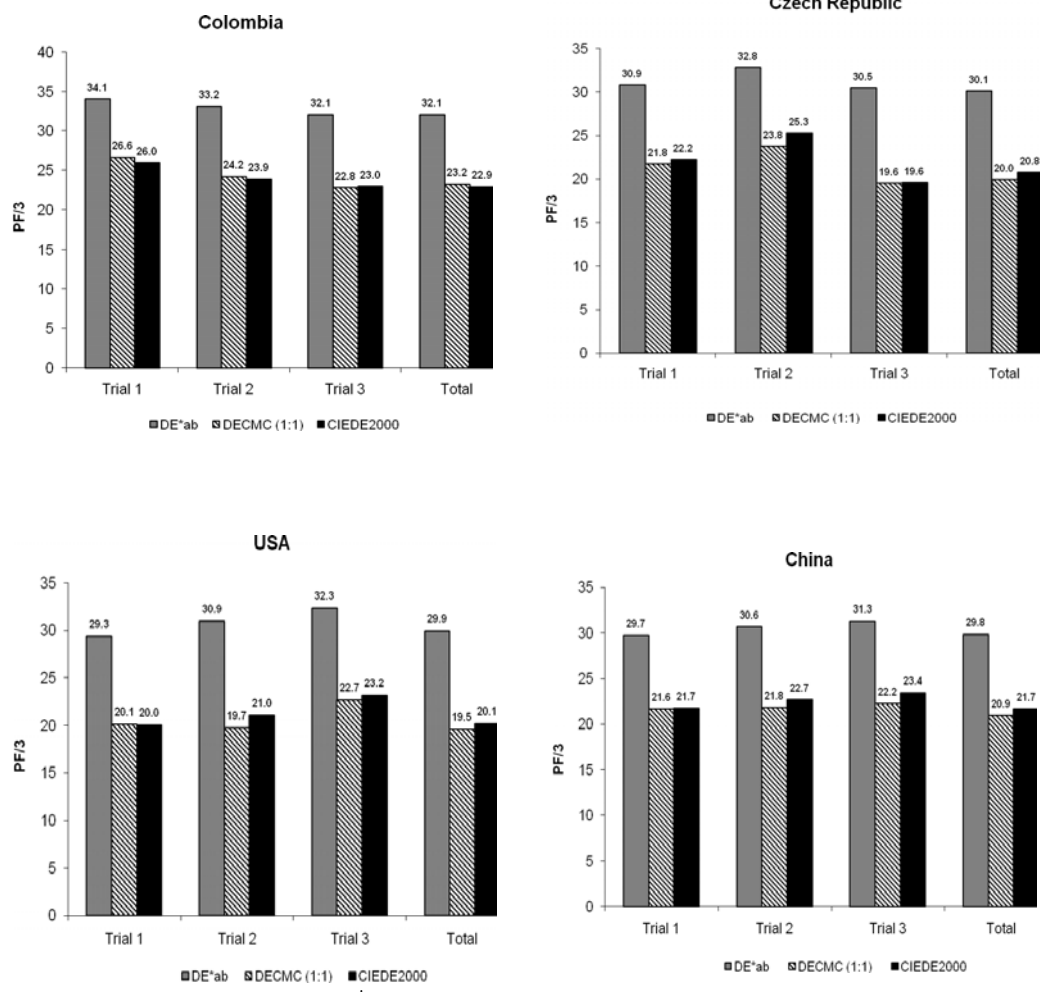 Colombia
40
35
30
25
20
15
10
5
0
PF/3
34.1 26.6 26.0 33.2 24.2 23.9 32.1 22.8 23.0 32.1 23.2 22.9
Trial 1 Trial 2 Trial 3 Total
DE*ab DECMC (1:1) CIEDE2000
Czech Republic
35
30
25
20
15
10
5
0
PF/3
30.9 21.8 22.2 32.8 23.8 25.3 30.5 19.6 19.6 30.1 20.0 20.8
Trial 1 Trial 2 Trial 3 Total
DE*ab DECMC (1:1) CIEDE2000
USA
35
30
25
20
15
10
5
0
PF/3
29.3 20.1 20.0 30.9 19.7 21.0 32.3 22.7 23.2 29.9 19.5 20.1
Trial 1 Trial 2 Trial 3 Total
DE*ab DECMC (1:1) CIEDE2000
China
35
30
25
20
15
10
5
0
PF/3
29.7 21.6 21.7 30.6 21.8 22.7 31.3 22.2 23.4 29.8 20.9 21.7
Trial 1 Trial 2 Trial 3 Total
DE*ab DECMC (1:1) CIEDE2000